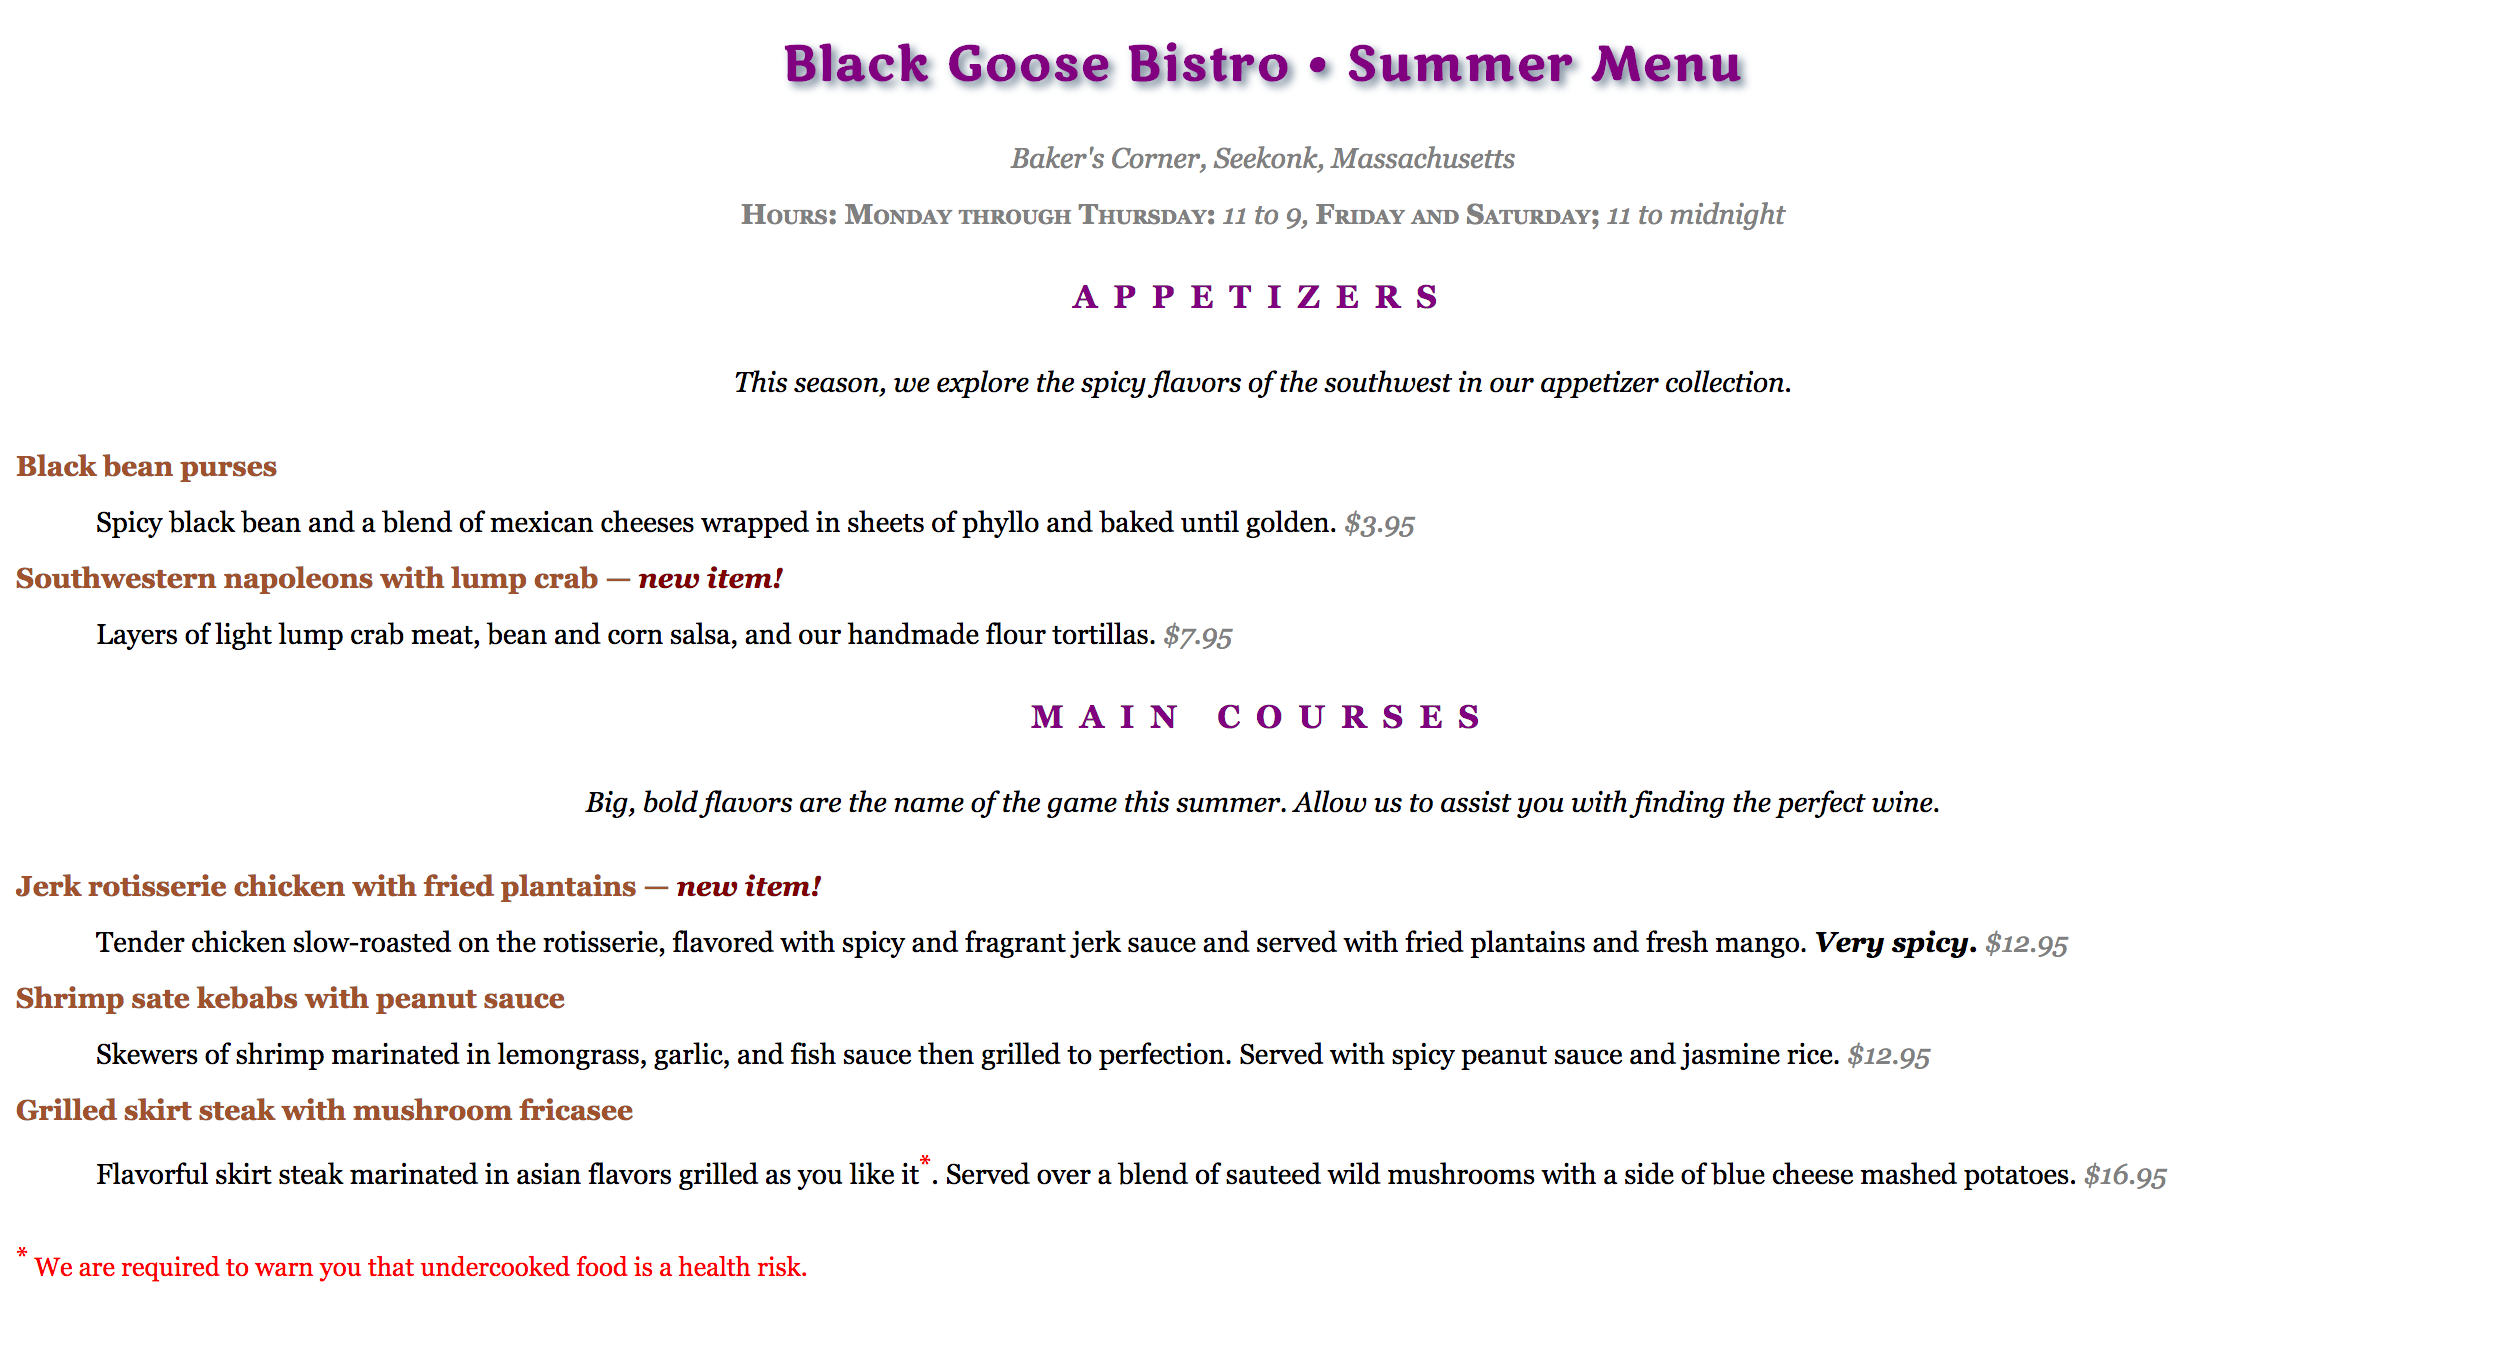 Black Goose Bistro • Summer Menu
Baker's Corner, Seekonk, Massachusetts
Hours: Monday through Thursday: 11 to 9, Friday and Saturday; 11 to midnight
APPETIZERS
This season, we explore the spicy flavors of the southwest in our appetizer collection.
Black bean purses
Spicy black bean and a blend of mexican cheeses wrapped in sheets of phyllo and baked until golden. $3.95
Southwestern napoleons with lump crab — new item!
Layers of light lump crab meat, bean and corn salsa, and our handmade flour tortillas. $7.95
MAIN COURSES
Big, bold flavors are the name of the game this summer. Allow us to assist you with finding the perfect wine.
Jerk rotisserie chicken with fried plantains — new item!
Tender chicken slow-roasted on the rotisserie, flavored with spicy and fragrant jerk sauce and served with fried plantains and fresh mango. Very spicy. $12.95
Shrimp sate kebabs with peanut sauce
Skewers of shrimp marinated in lemongrass, garlic, and fish sauce then grilled to perfection. Served with spicy peanut sauce and jasmine rice. $12.95
Grilled skirt steak with mushroom fricasee
Flavorful skirt steak marinated in asian flavors grilled as you like it*. Served over a blend of sauteed wild mushrooms with a side of blue cheese mashed potatoes. $16.95
* We are required to warn you that undercooked food is a health risk.